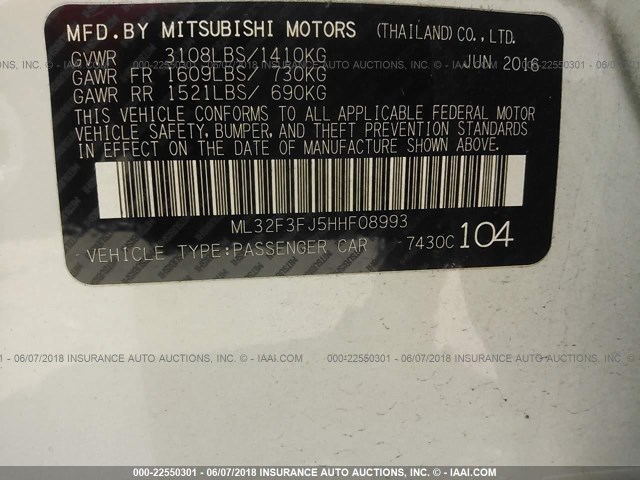 MFD.BY MITSUBISHI MOTORS (THAILAND) CO., LTD.
GVWR 3108LBS/1410KG JUN 2016
GAWR FR 1609LBS/ 730KG
GAWR RR 1521LBS/ 690KG
THIS VEHICLE CONFORMS TO ALL APPLICABLE FEDERAL MOTOR
VEHICLE SAFETY, BUMPER, AND THEFT PREVENTION STANDARDS
IN EFFECT ON THE DATE OF MANUFACTURE SHOWN ABOVE.
ML32F3FJ5HHF08993
VEHICLE TYPE:PASSENGER CAR 7430C 104
000-22550301 - 06/07/2018 INSURANCE AUTO AUCTIONS, INC. © - IAAI.COM